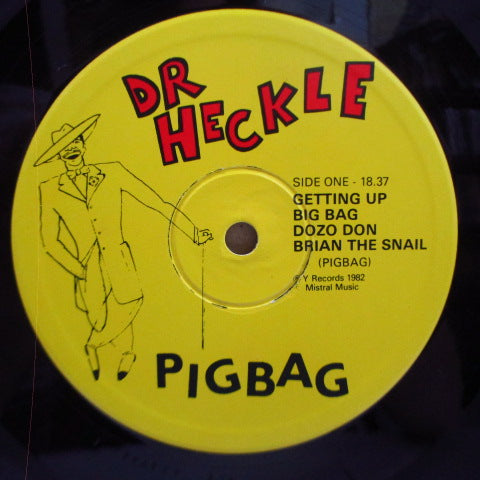 DR
HECKLE
SIDE ONE - 18.37
GETTING UP
BIG BAG
DOZO DON
BRIAN THE SNAIL
(PIGBAG)
℗ Y Records 1982
© Mistral Music
PIGBAG